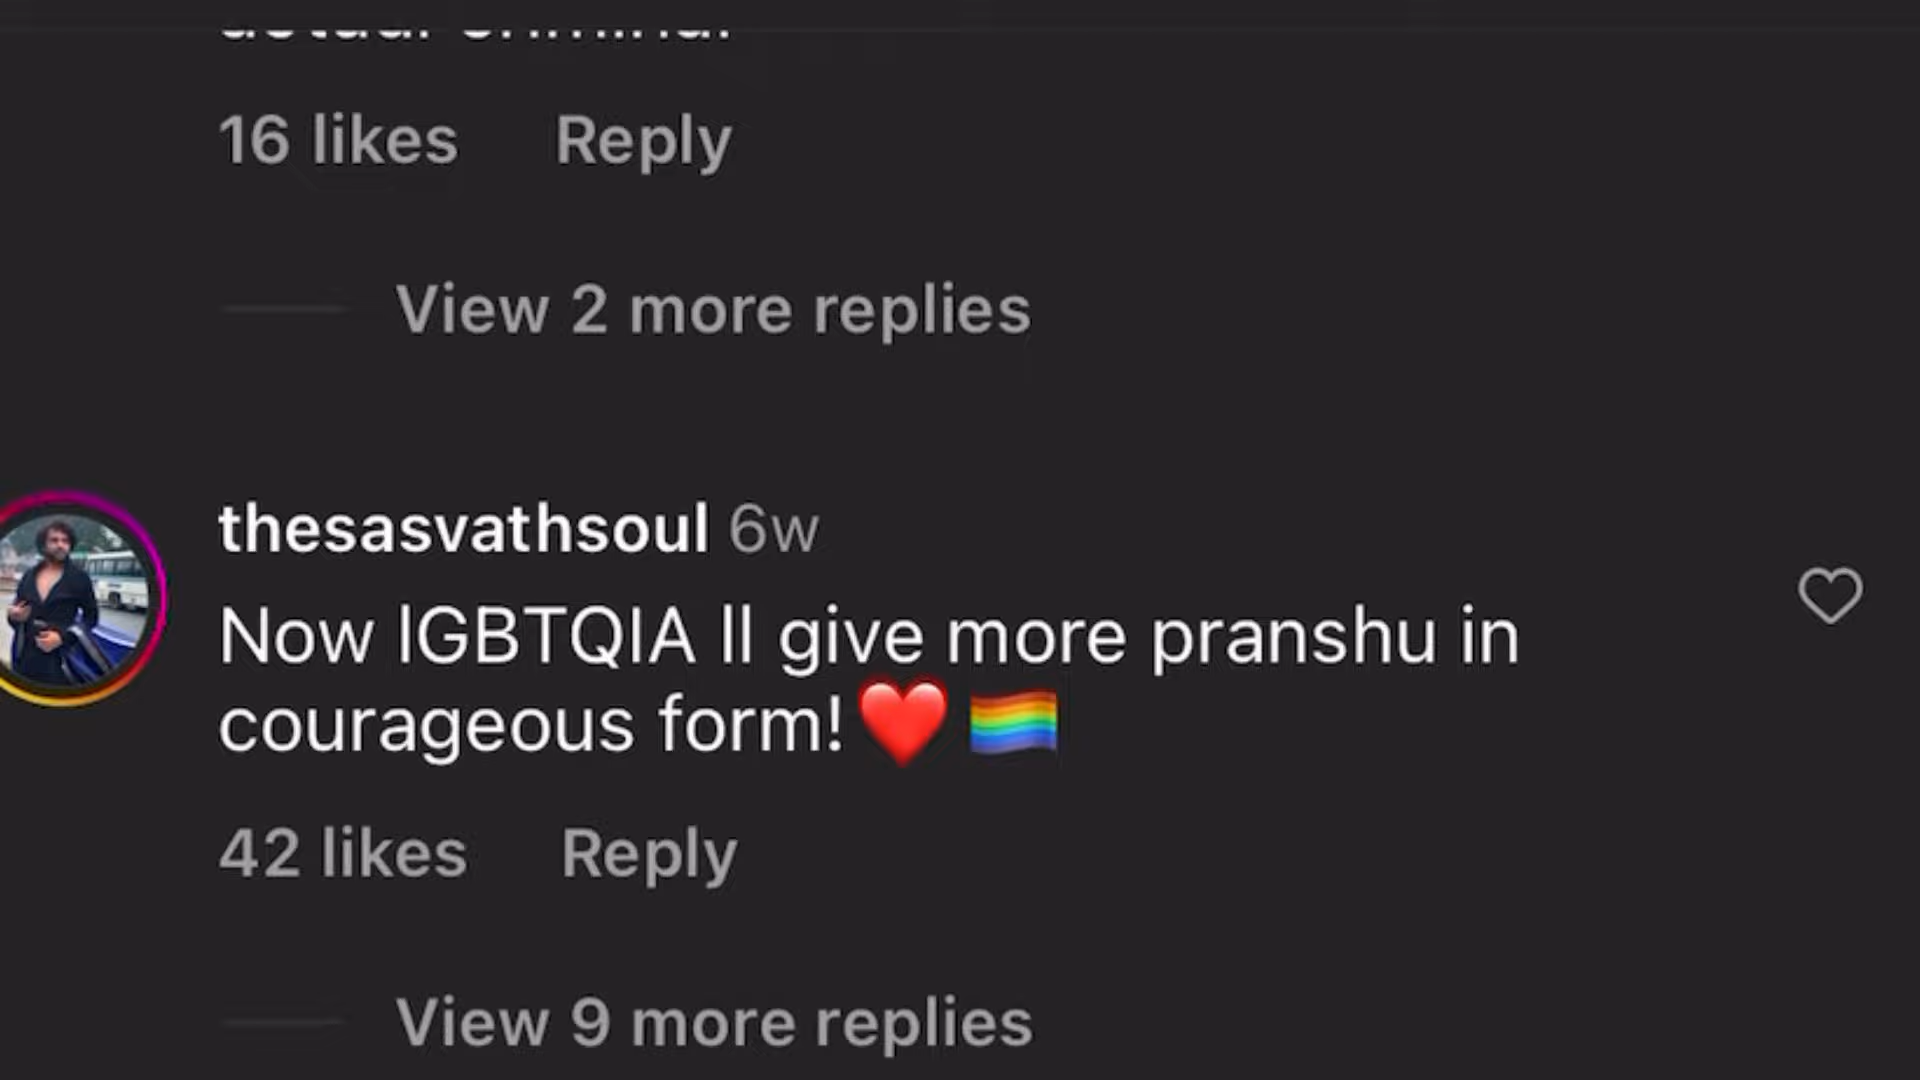 16 likes Reply
View 2 more replies
thesasvathsoul 6w
Now lGBTQIA ll give more pranshu in
courageous form!❤️ 🏳️‍🌈
42 likes Reply
View 9 more replies